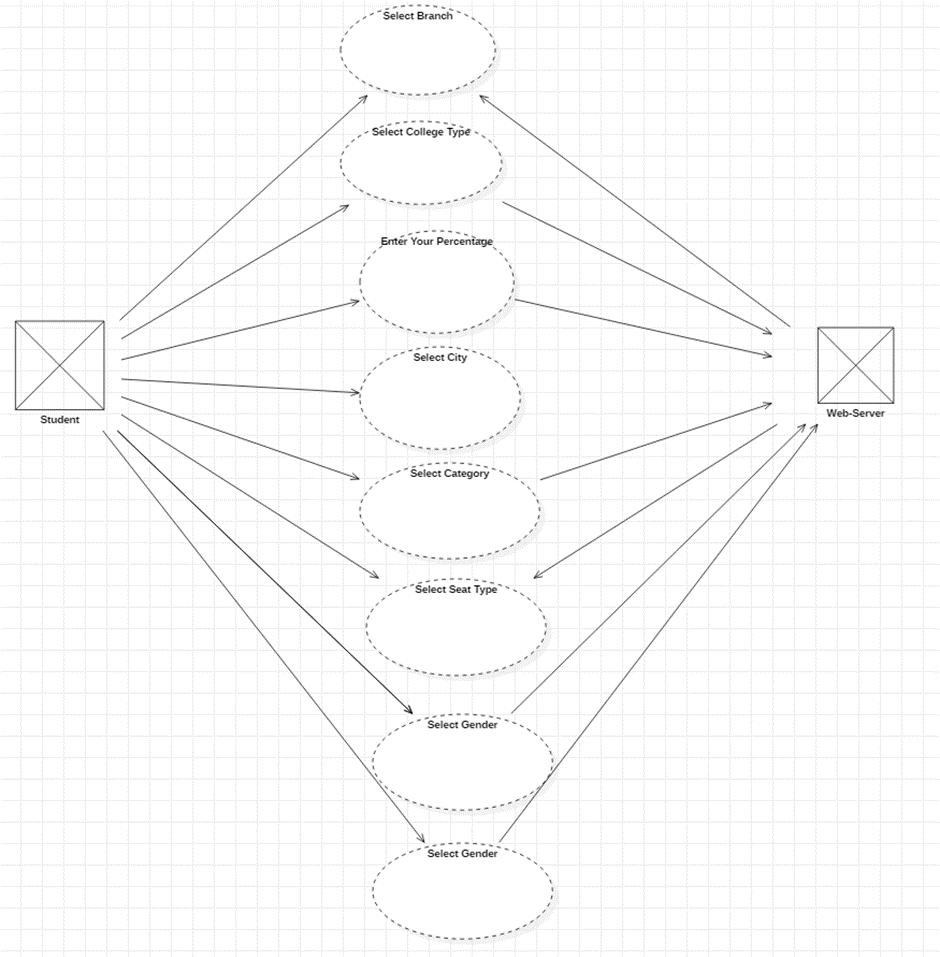 Select Branch
Select College Type
Enter Your Percentage
Select City
Student
Web-Server
Select Category
Select Seat Type
Select Gender
Select Gender